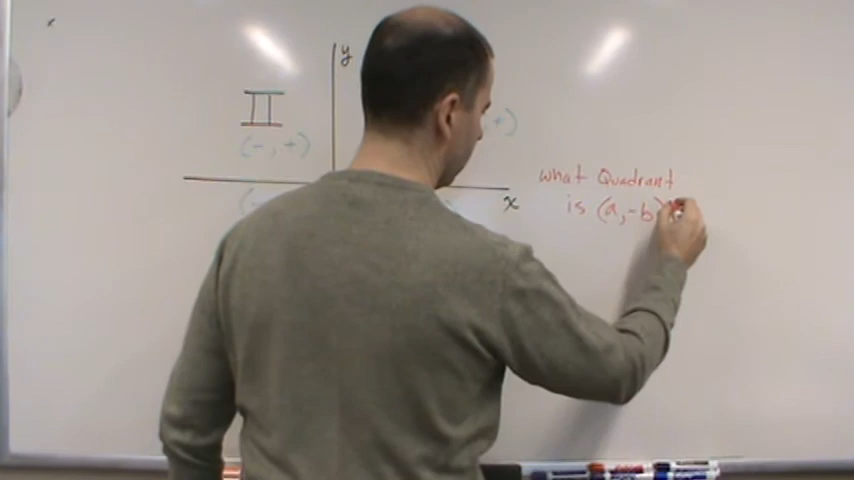 y
II
(-, +)
+)
x
what Quadrant
is (a, -b)